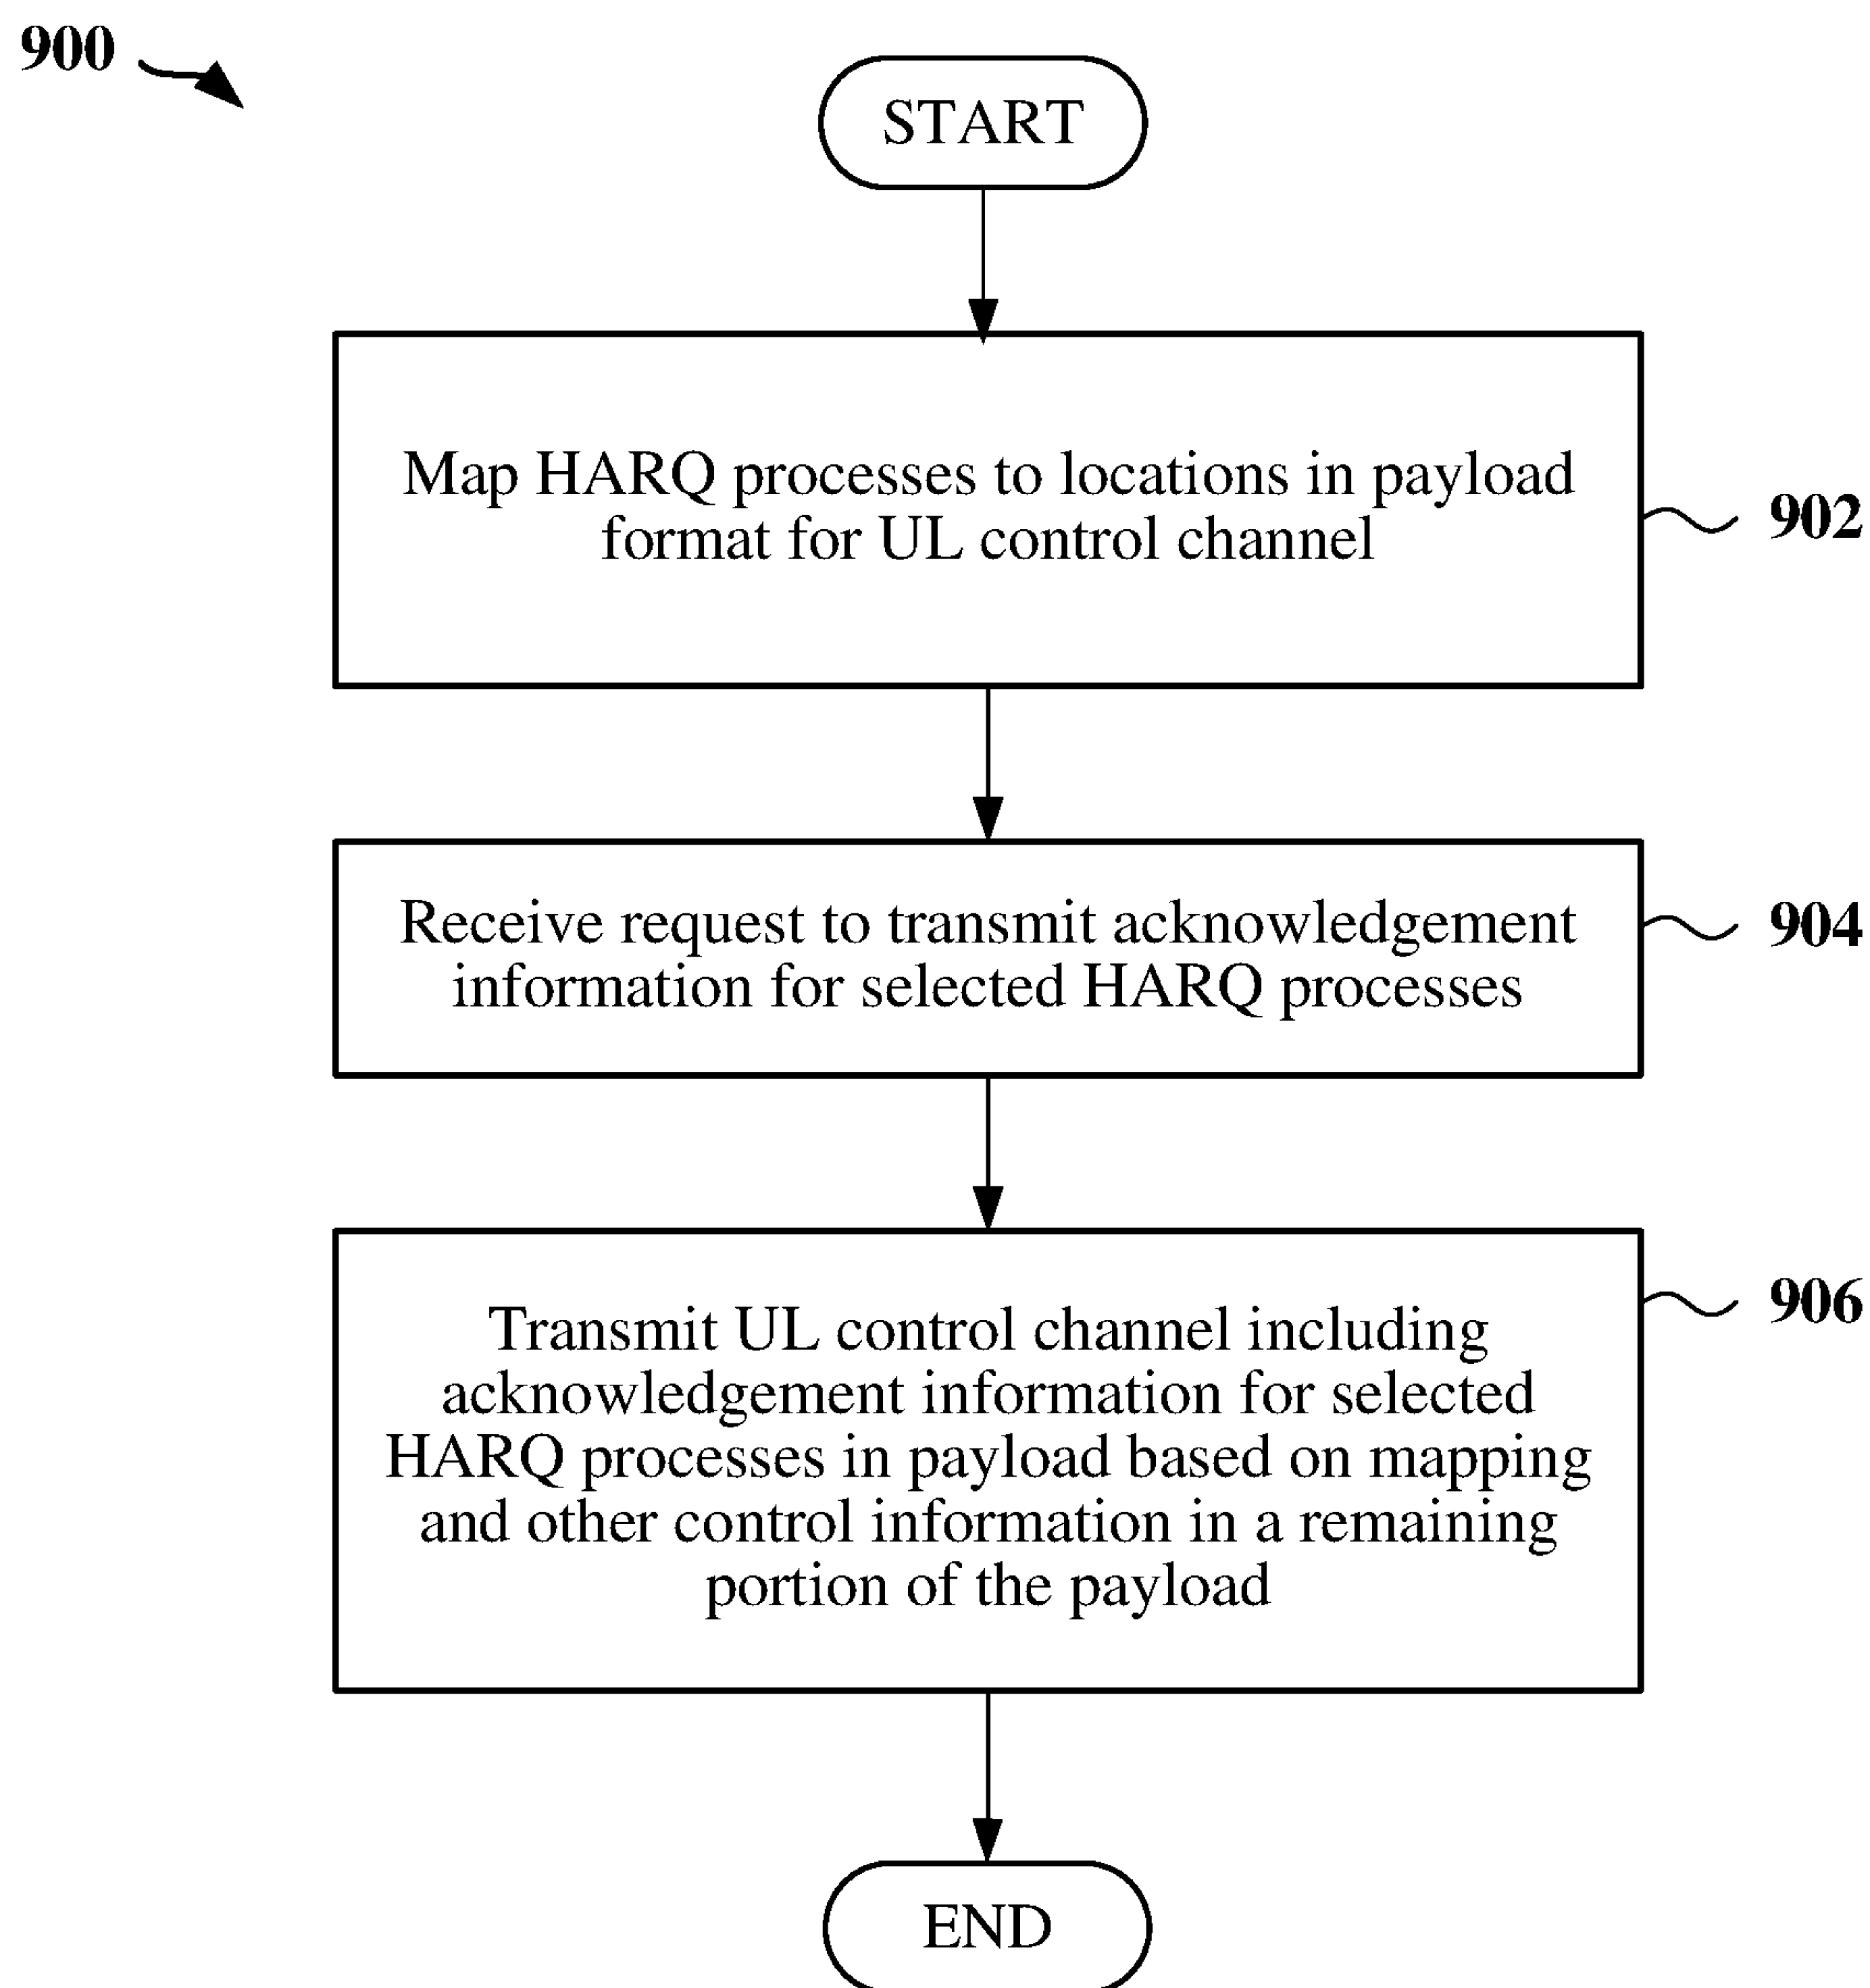 900
START
Map HARQ processes to locations in payload
format for UL control channel
902
Receive request to transmit acknowledgement
information for selected HARQ processes
904
Transmit UL control channel including
acknowledgement information for selected
HARQ processes in payload based on mapping
and other control information in a remaining
portion of the payload
906
END